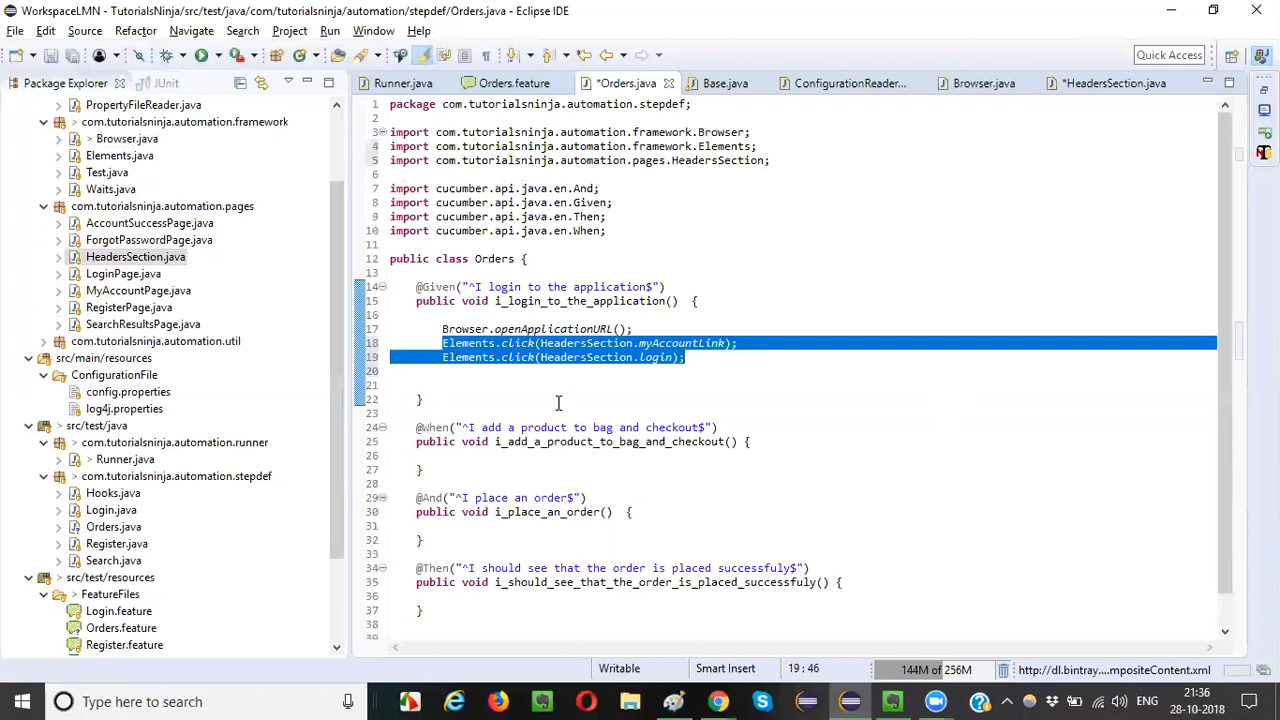 WorkspaceLMN - TutorialsNinja/src/test/java/com/tutorialsninja/automation/stepdef/Orders.java - Eclipse IDE
File Edit Source Refactor Navigate Search Project Run Window Help
Quick Access
Package Explorer JUnit
Runner.java Orders.feature *Orders.java Base.java ConfigurationReader... Browser.java *HeadersSection.java
PropertyFileReader.java
com.tutorialsninja.automation.framework
> Browser.java
Elements.java
Test.java
Waits.java
com.tutorialsninja.automation.pages
AccountSuccessPage.java
ForgotPasswordPage.java
HeadersSection.java
LoginPage.java
MyAccountPage.java
RegisterPage.java
SearchResultsPage.java
com.tutorialsninja.automation.util
src/main/resources
ConfigurationFile
config.properties
log4j.properties
> src/test/java
> com.tutorialsninja.automation.runner
> Runner.java
> com.tutorialsninja.automation.stepdef
Hooks.java
Login.java
Orders.java
Register.java
Search.java
> src/test/resources
> FeatureFiles
Login.feature
Orders.feature
Register.feature
1 package com.tutorialsninja.automation.stepdef;
2
3 import com.tutorialsninja.automation.framework.Browser;
4 import com.tutorialsninja.automation.framework.Elements;
5 import com.tutorialsninja.automation.pages.HeadersSection;
6
7 import cucumber.api.java.en.And;
8 import cucumber.api.java.en.Given;
9 import cucumber.api.java.en.Then;
10 import cucumber.api.java.en.When;
11
12 public class Orders {
13
14 @Given("^I login to the application$")
15 public void i_login_to_the_application() {
16
17 Browser.openApplicationURL();
18 Elements.click(HeadersSection.myAccountLink);
19 Elements.click(HeadersSection.login);
20
21
22 }
23
24 @When("^I add a product to bag and checkout$")
25 public void i_add_a_product_to_bag_and_checkout() {
26
27 }
28
29 @And("^I place an order$")
30 public void i_place_an_order() {
31
32 }
33
34 @Then("^I should see that the order is placed successfuly$")
35 public void i_should_see_that_the_order_is_placed_successfuly() {
36
37 }
38
39
Writable Smart Insert 19 : 46 144M of 256M http://dl.bintray....mpositeContent.xml
Type here to search
ENG
21:36
28-10-2018